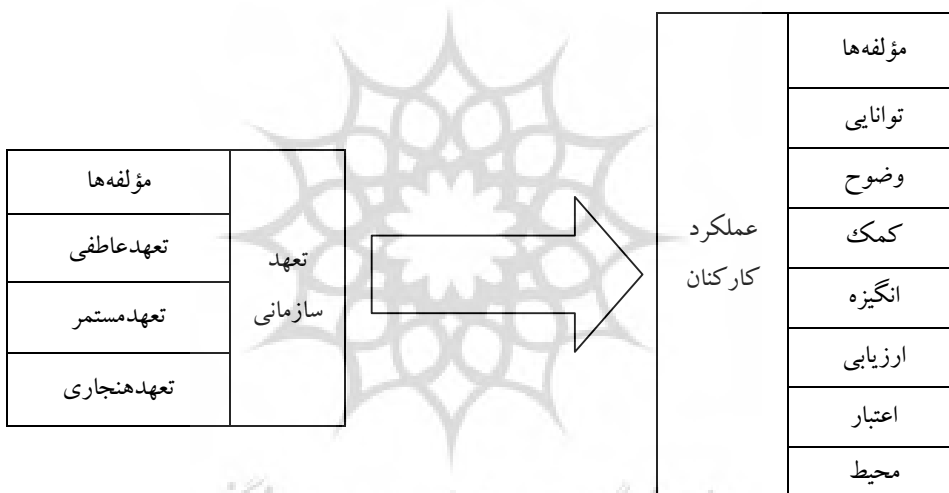 مؤلفه‌ها
توانایی
وضوح
کمک
انگیزه
ارزیابی
اعتبار
محیط
عملکرد
کارکنان
تعهد
سازمانی
مؤلفه‌ها
تعهدعاطفی
تعهدمستمر
تعهدهنجاری